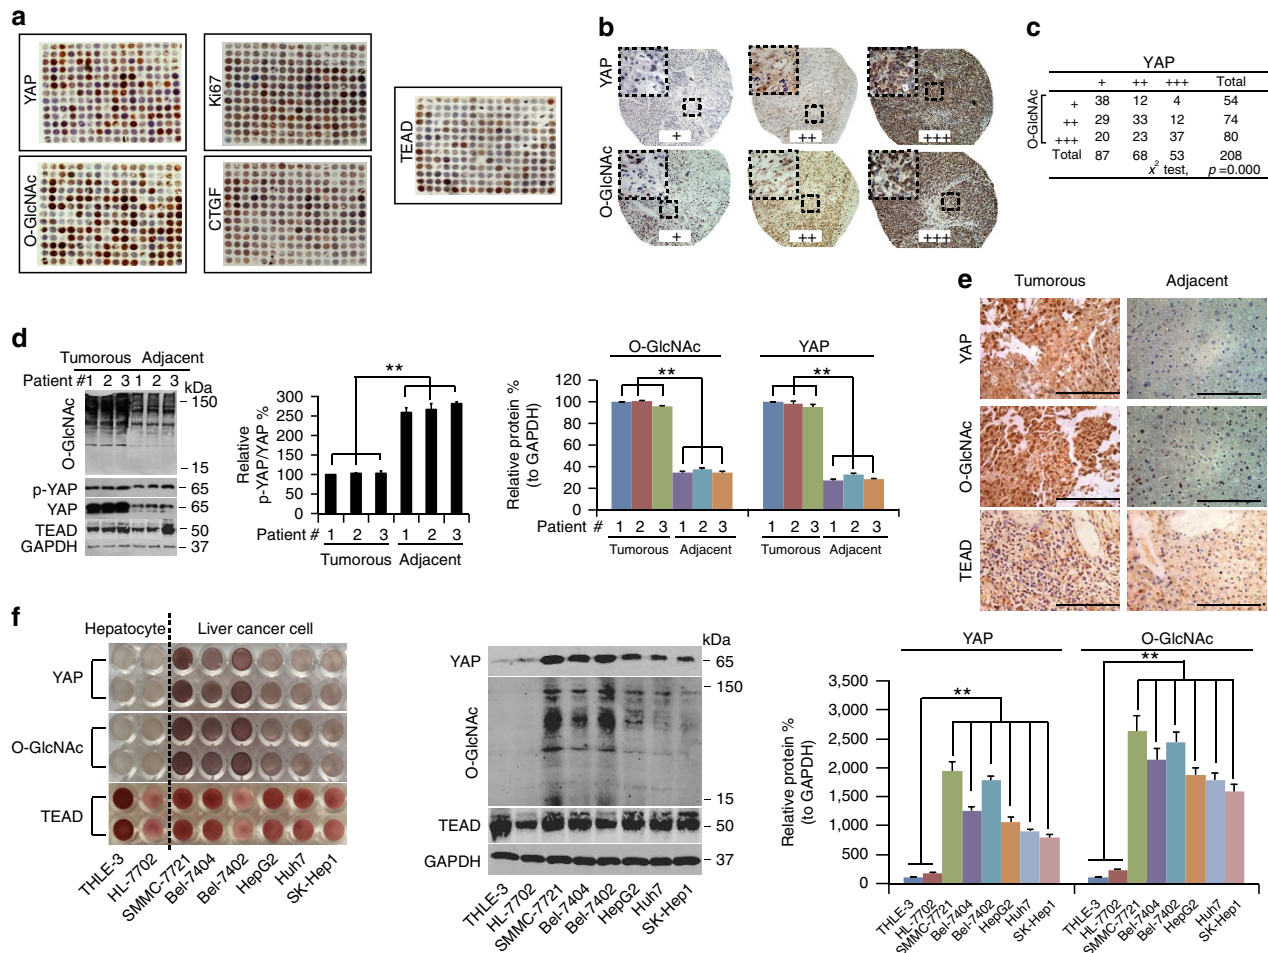 a
YAP
Ki67
TEAD
O-GlcNAc
CTGF
b
YAP
+
++
+++
O-GlcNAc
+
++
+++
c
YAP
+ ++ +++ Total
O-GlcNAc
+ 38 12 4 54
++ 29 33 12 74
+++ 20 23 37 80
Total 87 68 53 208
x² test, p =0.000
d
Tumorous Adjacent
Patient # 1 2 3 1 2 3 kDa
O-GlcNAc
150
15
p-YAP 65
YAP 65
TEAD 50
GAPDH 37
Relative
p-YAP/YAP %
300
250
200
150
100
50
0
**
Patient # 1 2 3 1 2 3
Tumorous Adjacent
O-GlcNAc YAP
Relative protein %
(to GAPDH)
120
100
80
60
40
20
0
** **
Patient # 1 2 3 1 2 3 1 2 3 1 2 3
Tumorous Adjacent Tumorous Adjacent
e
Tumorous Adjacent
YAP
O-GlcNAc
TEAD
f
Hepatocyte Liver cancer cell
YAP
O-GlcNAc
TEAD
THLE-3 HL-7702 SMMC-7721 Bel-7404 Bel-7402 HepG2 Huh7 SK-Hep1
kDa
YAP 65
O-GlcNAc
150
15
TEAD 50
GAPDH 37
THLE-3 HL-7702 SMMC-7721 Bel-7404 Bel-7402 HepG2 Huh7 SK-Hep1
YAP O-GlcNAc
Relative protein %
(to GAPDH)
3,500
3,000
2,500
2,000
1,500
1,000
500
0
** **
THLE-3 HL-7702 SMMC-7721 Bel-7404 Bel-7402 HepG2 Huh7 SK-Hep1
THLE-3 HL-7702 SMMC-7721 Bel-7404 Bel-7402 HepG2 Huh7 SK-Hep1